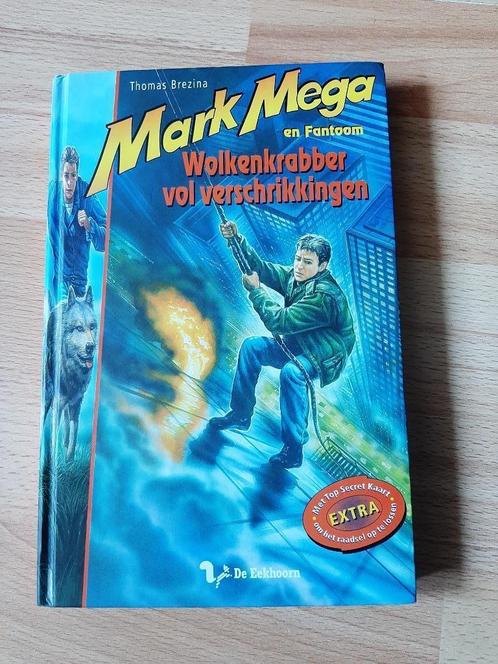 Thomas Brezina
Mark Mega
en Fantoom
Wolkenkrabber
vol verschrikkingen
Met Top Secret Kaart
EXTRA
om het raadsel op te lossen
De Eekhoorn